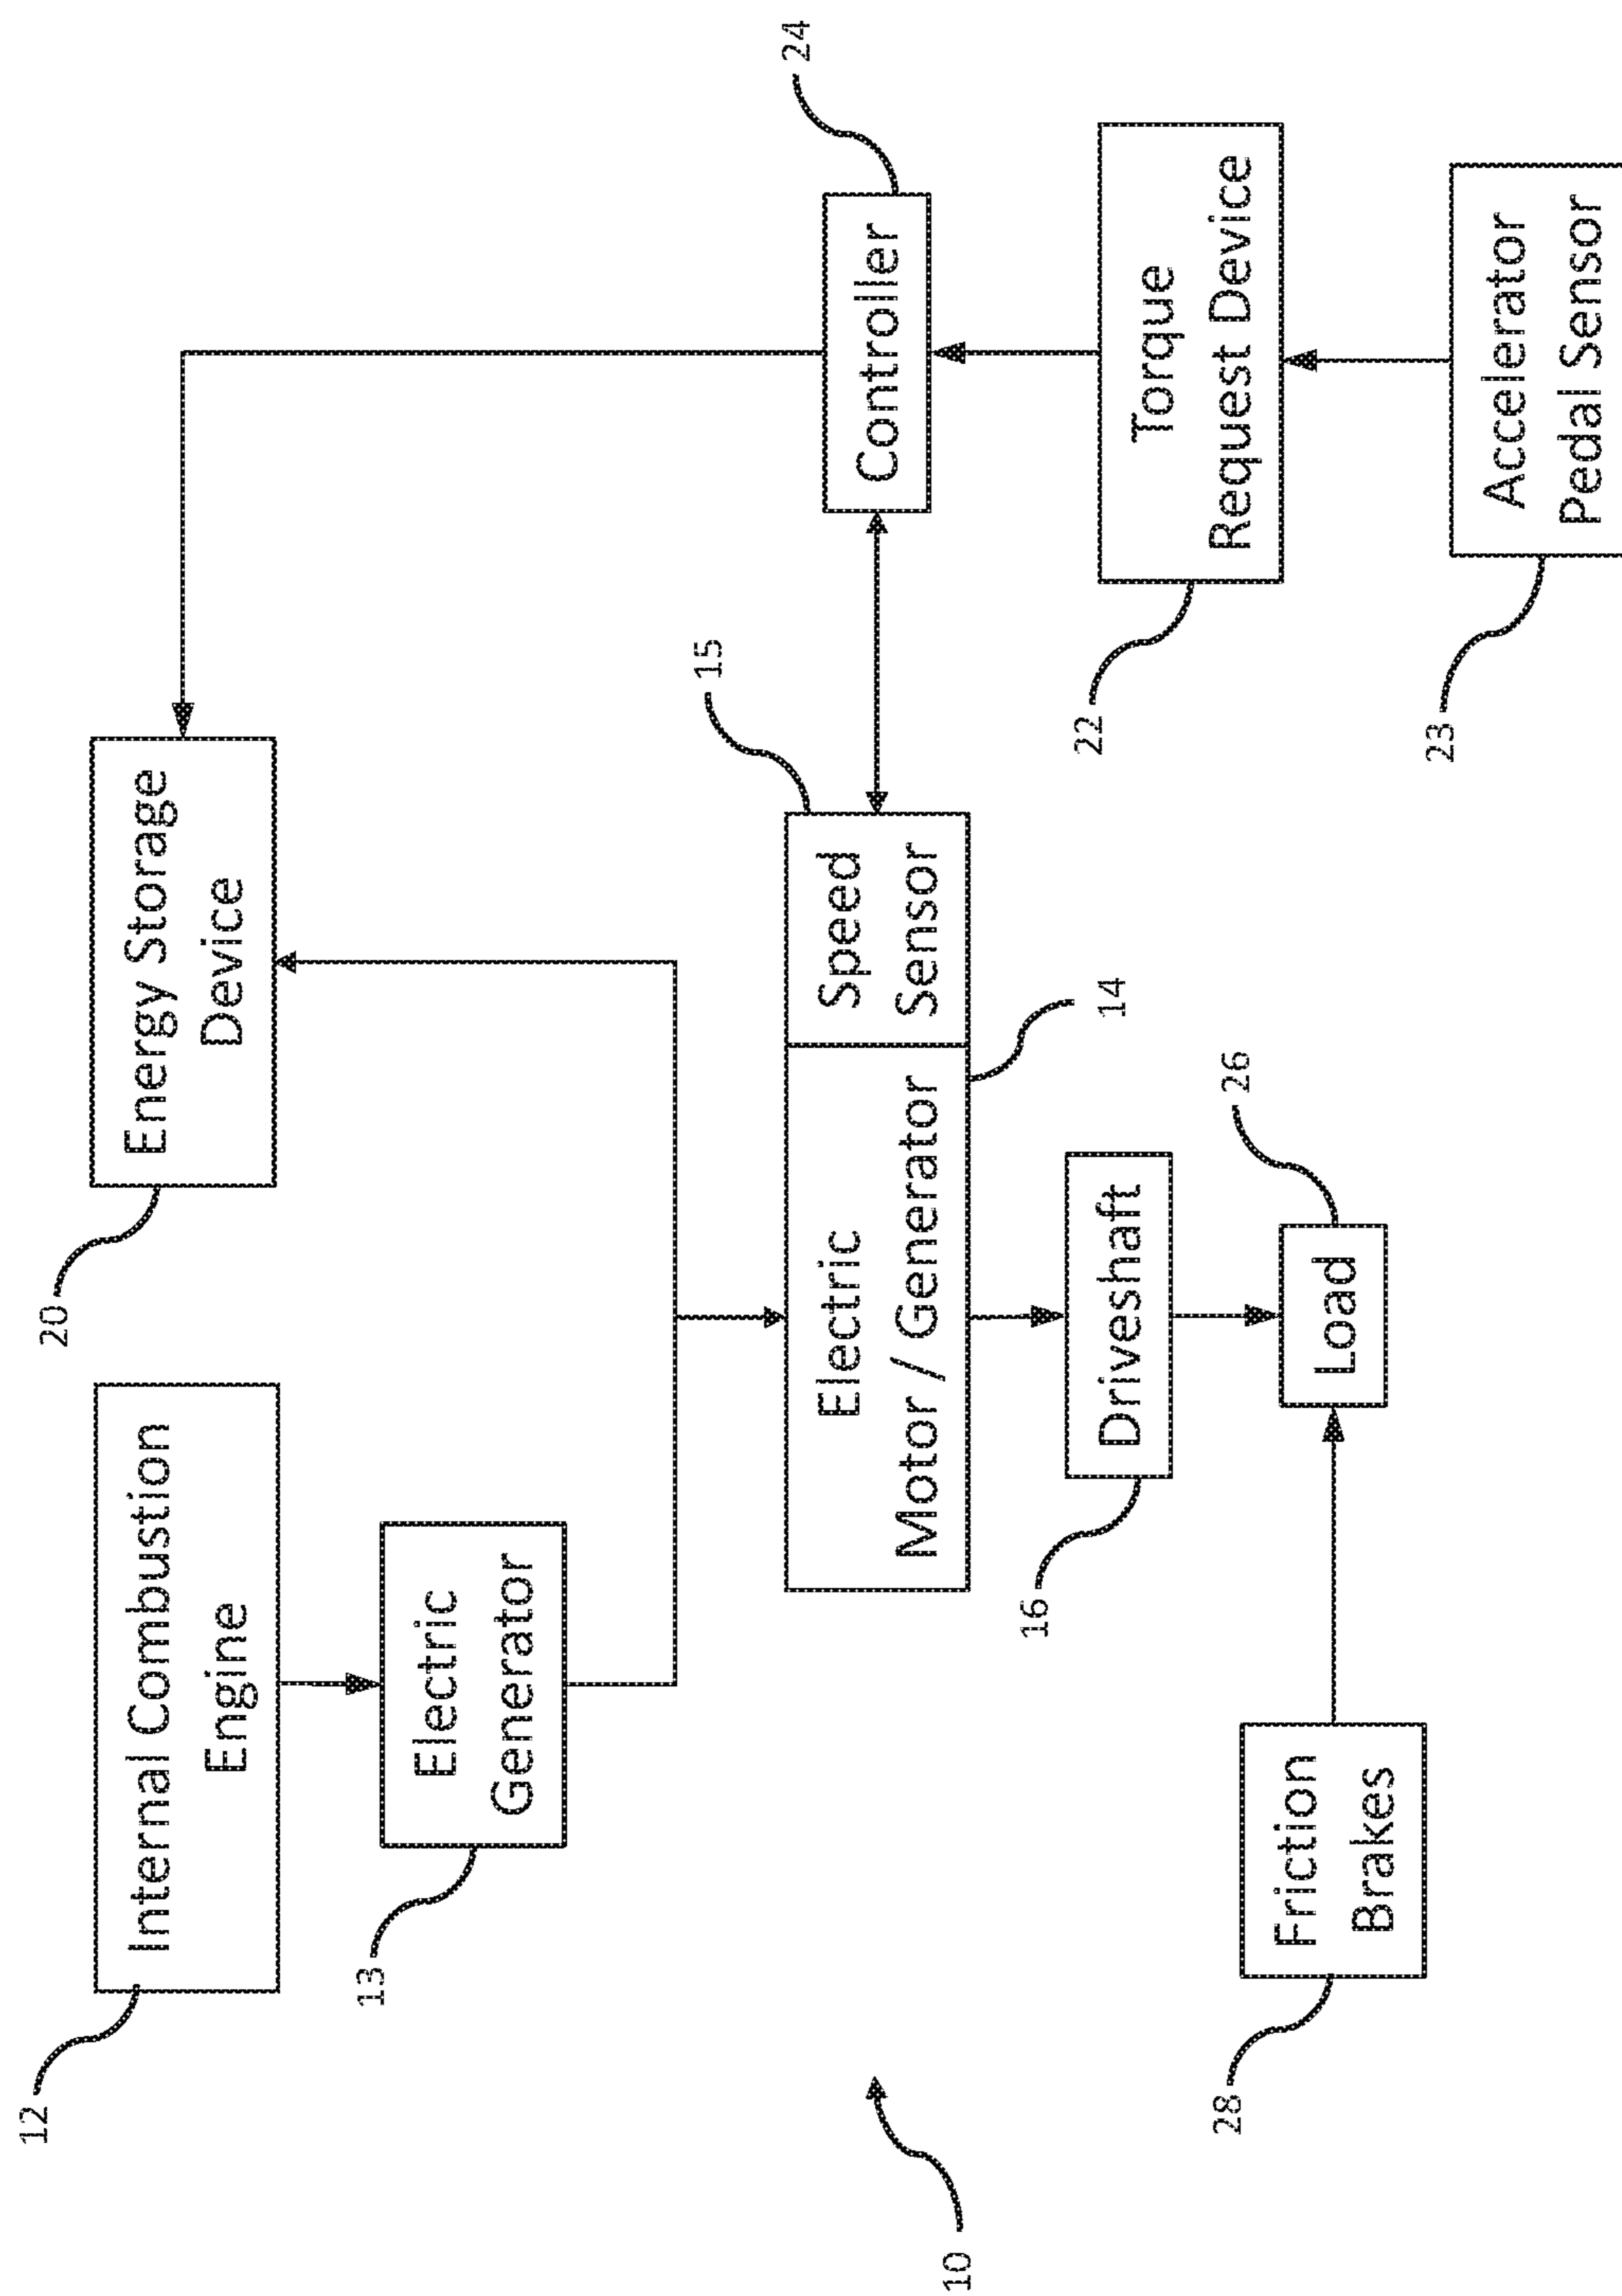 12
Internal Combustion
Engine
20
Energy Storage
Device
13
Electric
Generator
10
Electric
Motor / Generator
14
Speed
Sensor
15
Controller
24
16
Driveshaft
22
Torque
Request Device
28
Friction
Brakes
Load
26
23
Accelerator
Pedal Sensor